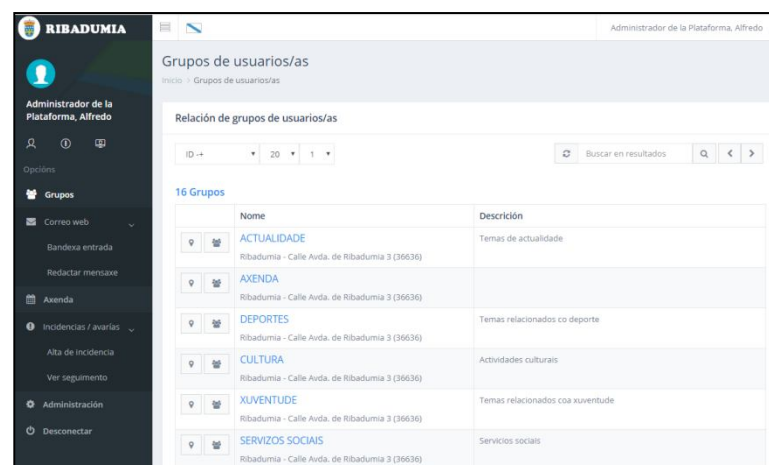 RIBADUMIA
Administrador de la Plataforma, Alfredo
Administrador de la
Plataforma, Alfredo
Opcións
Grupos
Correo web
Bandexa entrada
Redactar mensaxe
Axenda
Incidencias / avarías
Alta de incidencia
Ver seguimento
Administración
Desconectar
Grupos de usuarios/as
Inicio > Grupos de usuarios/as
Relación de grupos de usuarios/as
ID → 20 1
Buscar en resultados
16 Grupos
Nome Descrición
ACTUALIDADE Temas de actualidade
Ribadumia - Calle Avda. de Ribadumia 3 (36636)
AXENDA
Ribadumia - Calle Avda. de Ribadumia 3 (36636)
DEPORTES Temas relacionados co deporte
Ribadumia - Calle Avda. de Ribadumia 3 (36636)
CULTURA Actividades culturais
Ribadumia - Calle Avda. de Ribadumia 3 (36636)
XUVENTUDE Temas relacionados coa xuventude
Ribadumia - Calle Avda. de Ribadumia 3 (36636)
SERVIZOS SOCIAIS Servicios sociais
Ribadumia - Calle Avda. de Ribadumia 3 (36636)